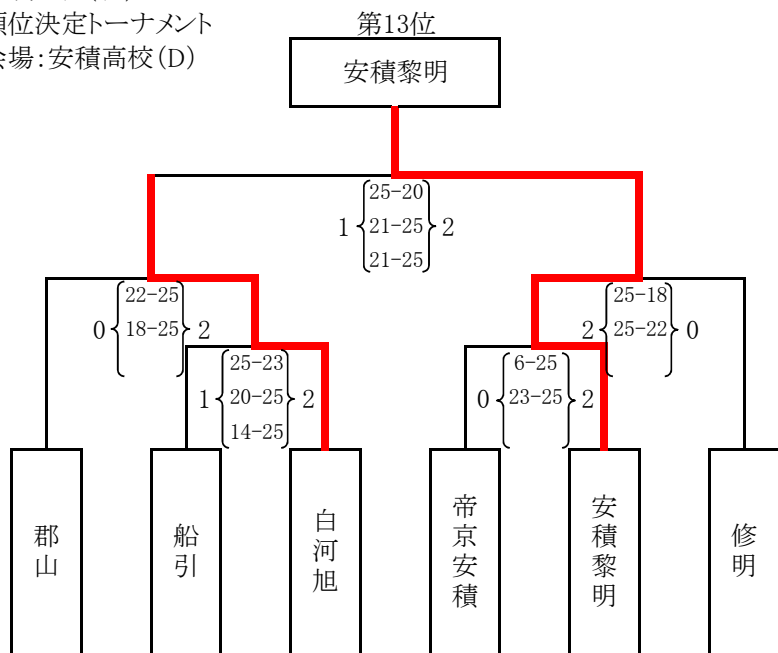 順位決定トーナメント
会場：安積高校（D）
第13位
安積黎明
25-20
1 21-25 2
21-25
22-25
0 18-25 2
25-18
2 25-22 0
25-23
1 20-25 2
14-25
6-25
0 23-25 2
郡山
船引
白河旭
帝京安積
安積黎明
修明